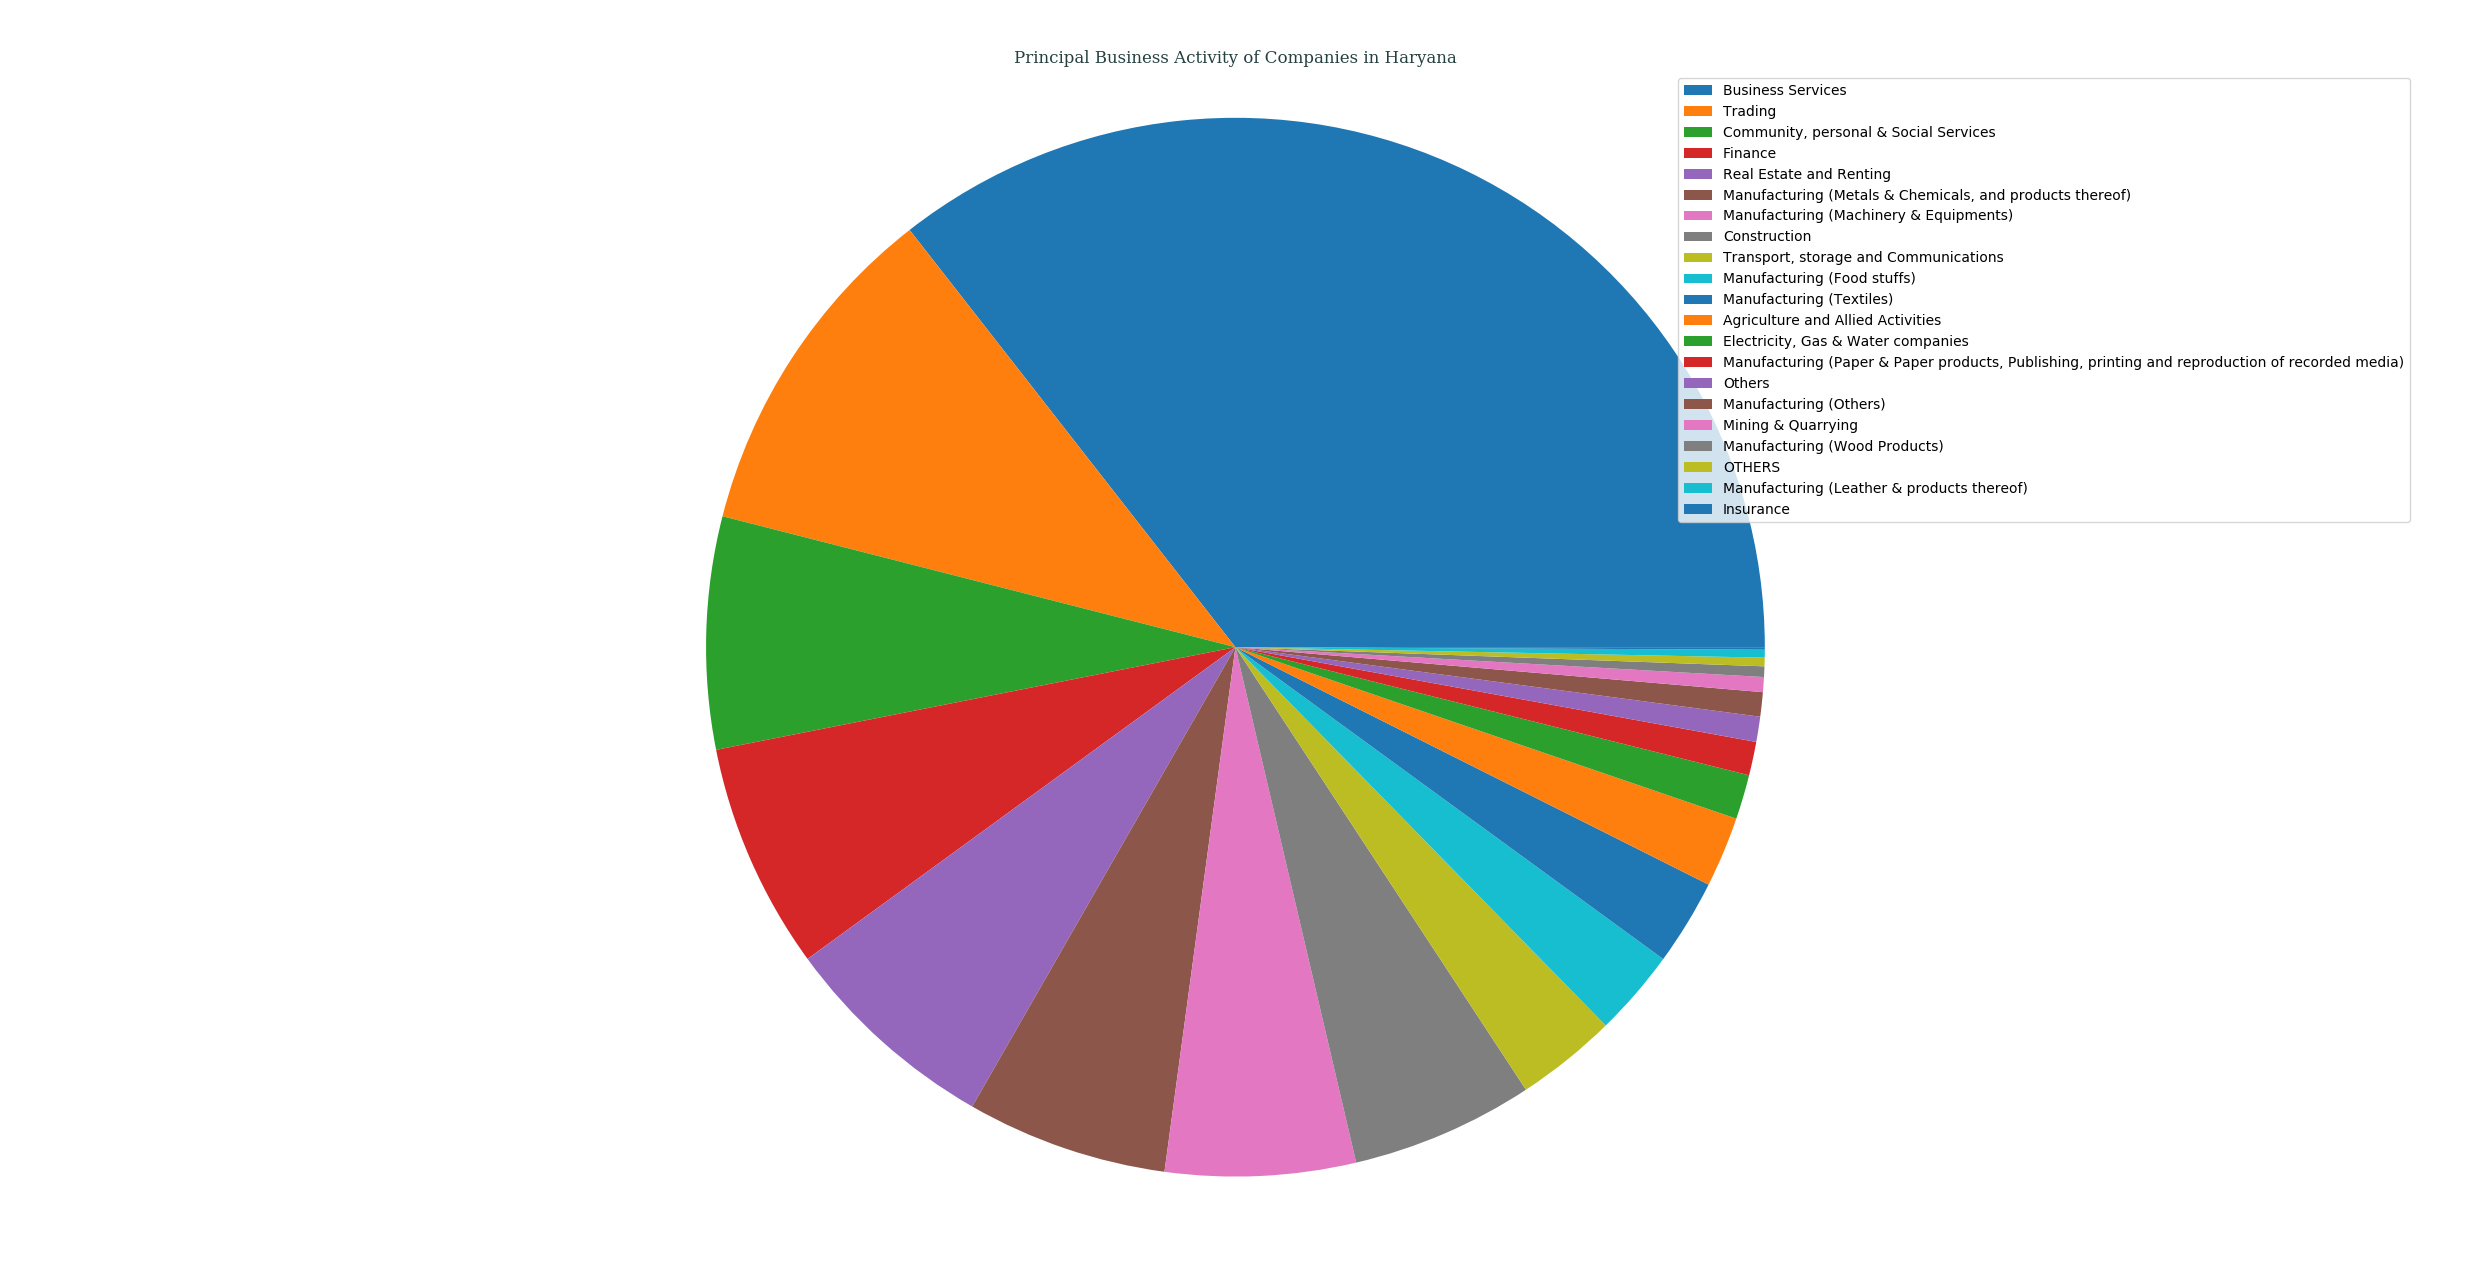 Principal Business Activity of Companies in Haryana
Business Services
Trading
Community, personal & Social Services
Finance
Real Estate and Renting
Manufacturing (Metals & Chemicals, and products thereof)
Manufacturing (Machinery & Equipments)
Construction
Transport, storage and Communications
Manufacturing (Food stuffs)
Manufacturing (Textiles)
Agriculture and Allied Activities
Electricity, Gas & Water companies
Manufacturing (Paper & Paper products, Publishing, printing and reproduction of recorded media)
Others
Manufacturing (Others)
Mining & Quarrying
Manufacturing (Wood Products)
OTHERS
Manufacturing (Leather & products thereof)
Insurance